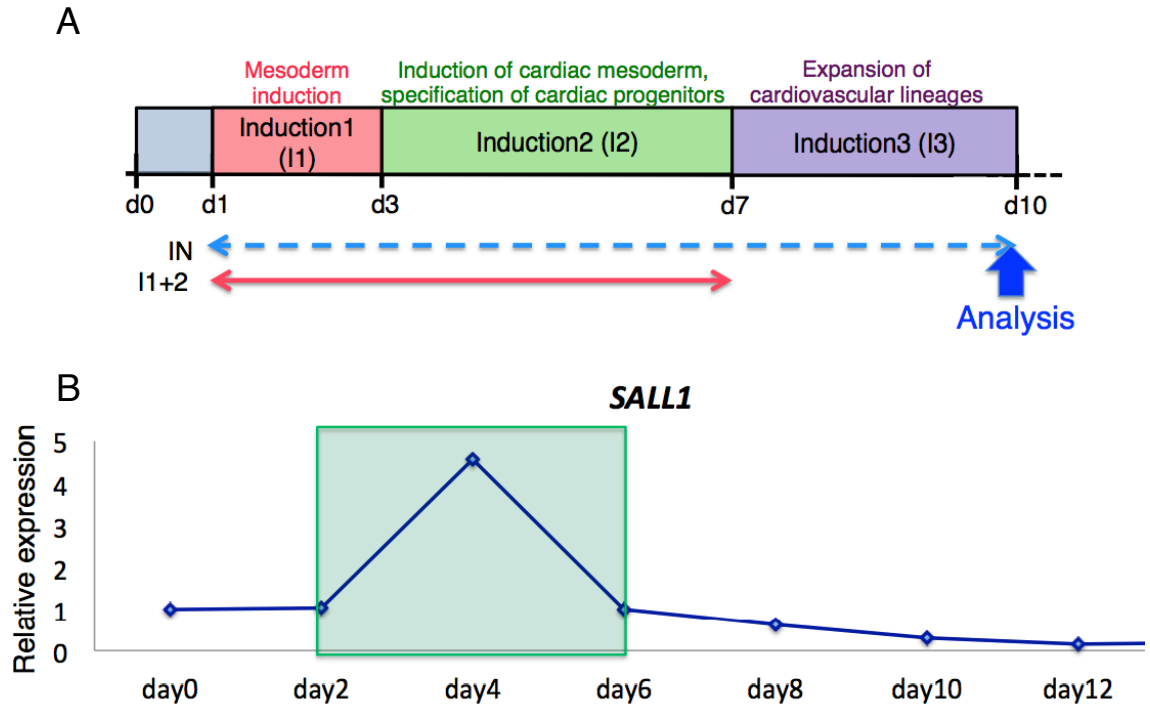 A
Mesoderm
induction
Induction of cardiac mesoderm,
specification of cardiac progenitors
Expansion of
cardiovascular lineages
Induction1
(I1)
Induction2 (I2)
Induction3 (I3)
d0 d1 d3 d7 d10
IN
I1+2
Analysis
B
SALL1
Relative expression
5
4
3
2
1
0
day0 day2 day4 day6 day8 day10 day12